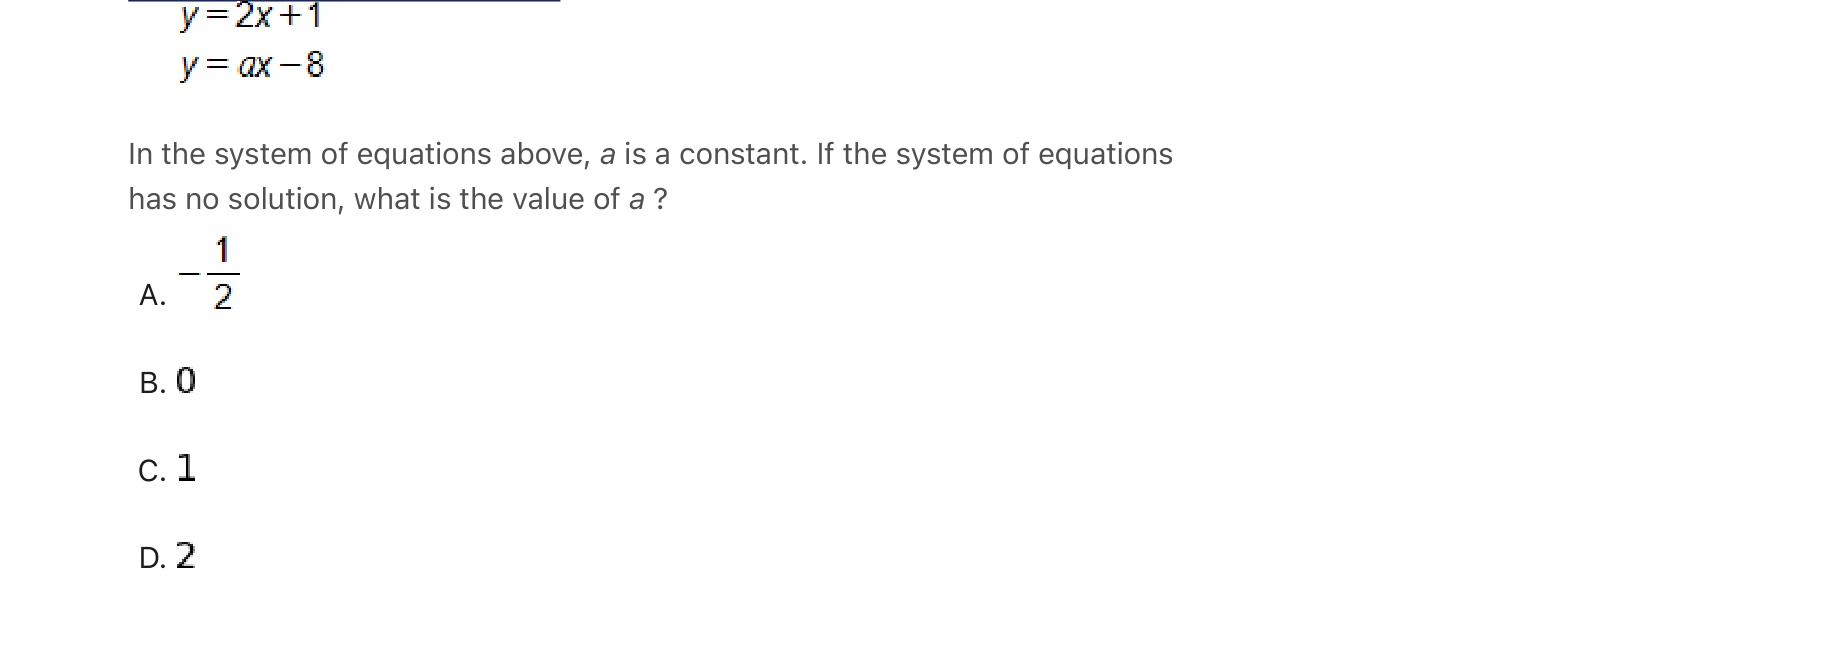 y = 2x + 1
y = ax − 8
In the system of equations above, a is a constant. If the system of equations
has no solution, what is the value of a ?
A. −1/2
B. 0
C. 1
D. 2